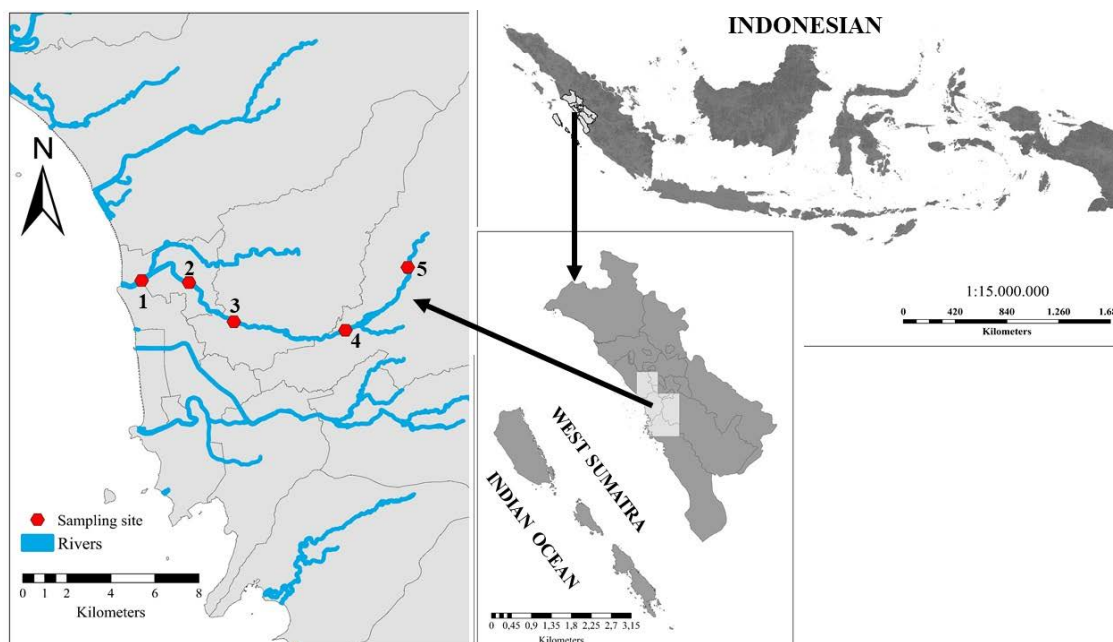 N
1
2
3
4
5
Sampling site
Rivers
0 1 2 4 6 8
Kilometers
INDONESIAN
1:15.000.000
0 420 840 1.260 1.68
Kilometers
WEST SUMATRA
INDIAN OCEAN
0 0,45 0,9 1,35 1,8 2,25 2,7 3,15
Kilometers